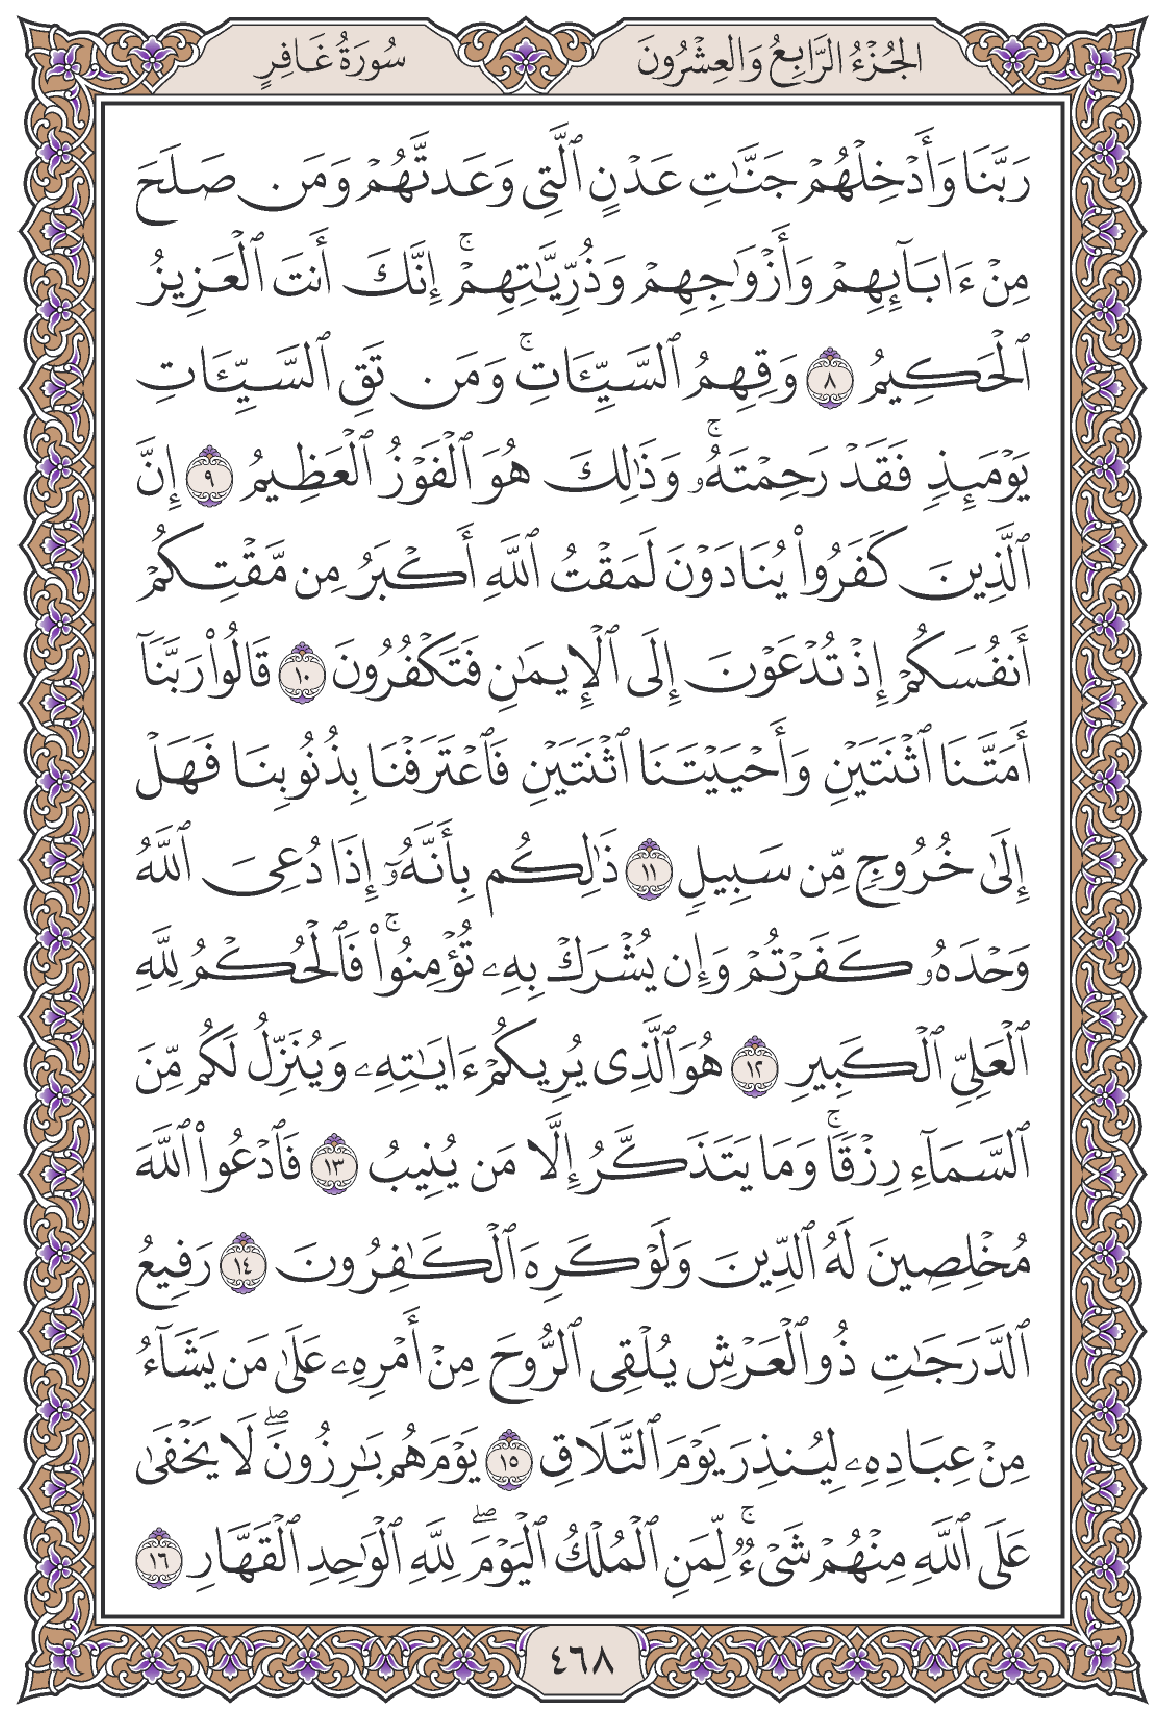 الجُزْءُ الرَّابِعُ وَالعِشْرُونَ
سُورَةُ غَافِرٍ
رَبَّنَا وَأَدْخِلْهُمْ جَنَّٰتِ عَدْنٍ ٱلَّتِى وَعَدتَّهُمْ وَمَن صَلَحَ
مِنْ ءَابَآئِهِمْ وَأَزْوَٰجِهِمْ وَذُرِّيَّٰتِهِمْ ۚ إِنَّكَ أَنتَ ٱلْعَزِيزُ
ٱلْحَكِيمُ ٨ وَقِهِمُ ٱلسَّيِّـَٔاتِ ۚ وَمَن تَقِ ٱلسَّيِّـَٔاتِ
يَوْمَئِذٍ فَقَدْ رَحِمْتَهُۥ ۚ وَذَٰلِكَ هُوَ ٱلْفَوْزُ ٱلْعَظِيمُ ٩ إِنَّ
ٱلَّذِينَ كَفَرُوا۟ يُنَادَوْنَ لَمَقْتُ ٱللَّهِ أَكْبَرُ مِن مَّقْتِكُمْ
أَنفُسَكُمْ إِذْ تُدْعَوْنَ إِلَى ٱلْإِيمَٰنِ فَتَكْفُرُونَ ١٠ قَالُوا۟ رَبَّنَآ
أَمَتَّنَا ٱثْنَتَيْنِ وَأَحْيَيْتَنَا ٱثْنَتَيْنِ فَٱعْتَرَفْنَا بِذُنُوبِنَا فَهَلْ
إِلَىٰ خُرُوجٍ مِّن سَبِيلٍ ١١ ذَٰلِكُم بِأَنَّهُۥٓ إِذَا دُعِىَ ٱللَّهُ
وَحْدَهُۥ كَفَرْتُمْ وَإِن يُشْرَكْ بِهِۦ تُؤْمِنُوا۟ ۚ فَٱلْحُكْمُ لِلَّهِ
ٱلْعَلِىِّ ٱلْكَبِيرِ ١٢ هُوَ ٱلَّذِى يُرِيكُمْ ءَايَٰتِهِۦ وَيُنَزِّلُ لَكُم مِّنَ
ٱلسَّمَآءِ رِزْقًا ۚ وَمَا يَتَذَكَّرُ إِلَّا مَن يُنِيبُ ١٣ فَٱدْعُوا۟ ٱللَّهَ
مُخْلِصِينَ لَهُ ٱلدِّينَ وَلَوْ كَرِهَ ٱلْكَٰفِرُونَ ١٤ رَفِيعُ
ٱلدَّرَجَٰتِ ذُو ٱلْعَرْشِ يُلْقِى ٱلرُّوحَ مِنْ أَمْرِهِۦ عَلَىٰ مَن يَشَآءُ
مِنْ عِبَادِهِۦ لِيُنذِرَ يَوْمَ ٱلتَّلَاقِ ١٥ يَوْمَ هُم بَٰرِزُونَ ۖ لَا يَخْفَىٰ
عَلَى ٱللَّهِ مِنْهُمْ شَىْءٌ ۚ لِّمَنِ ٱلْمُلْكُ ٱلْيَوْمَ ۖ لِلَّهِ ٱلْوَٰحِدِ ٱلْقَهَّارِ ١٦
٤٦٨